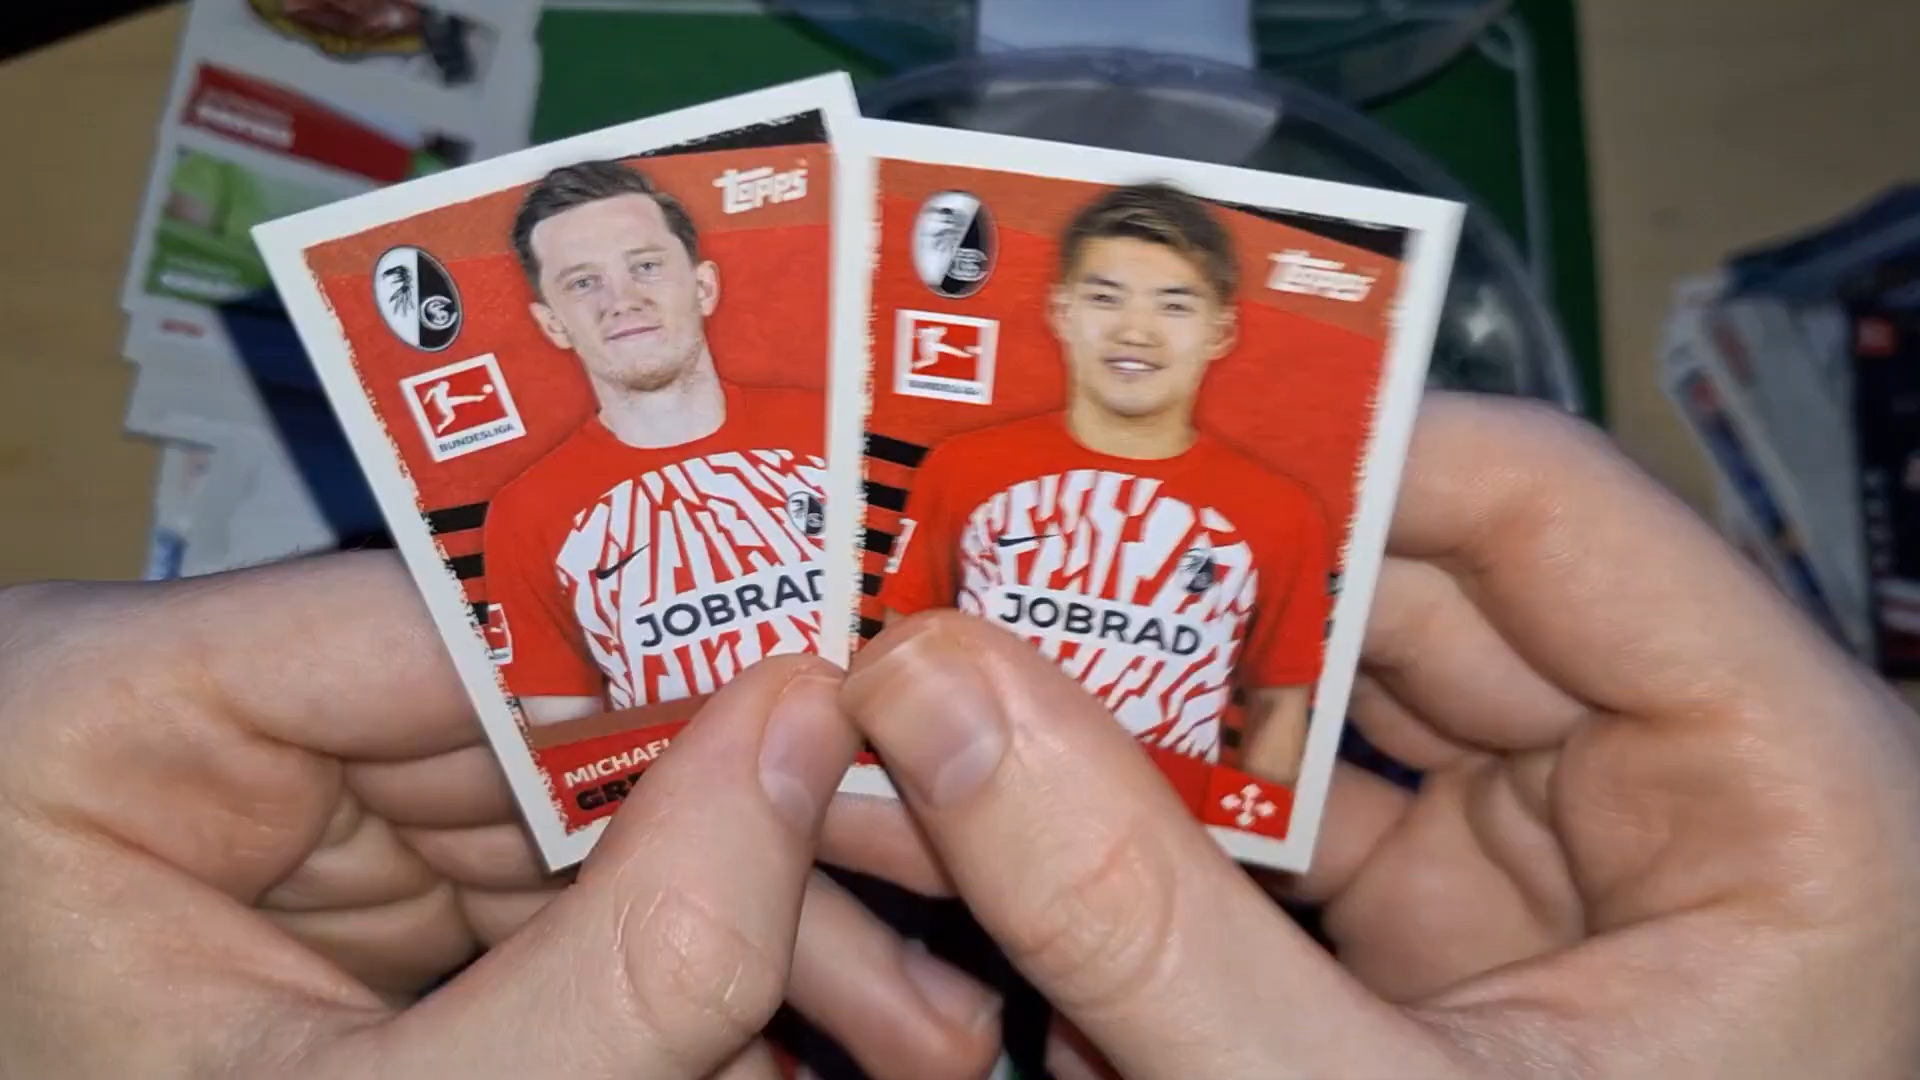 Topps
BUNDESLIGA
JOBRAD
MICHAEL
Topps
BUNDESLIGA
JOBRAD